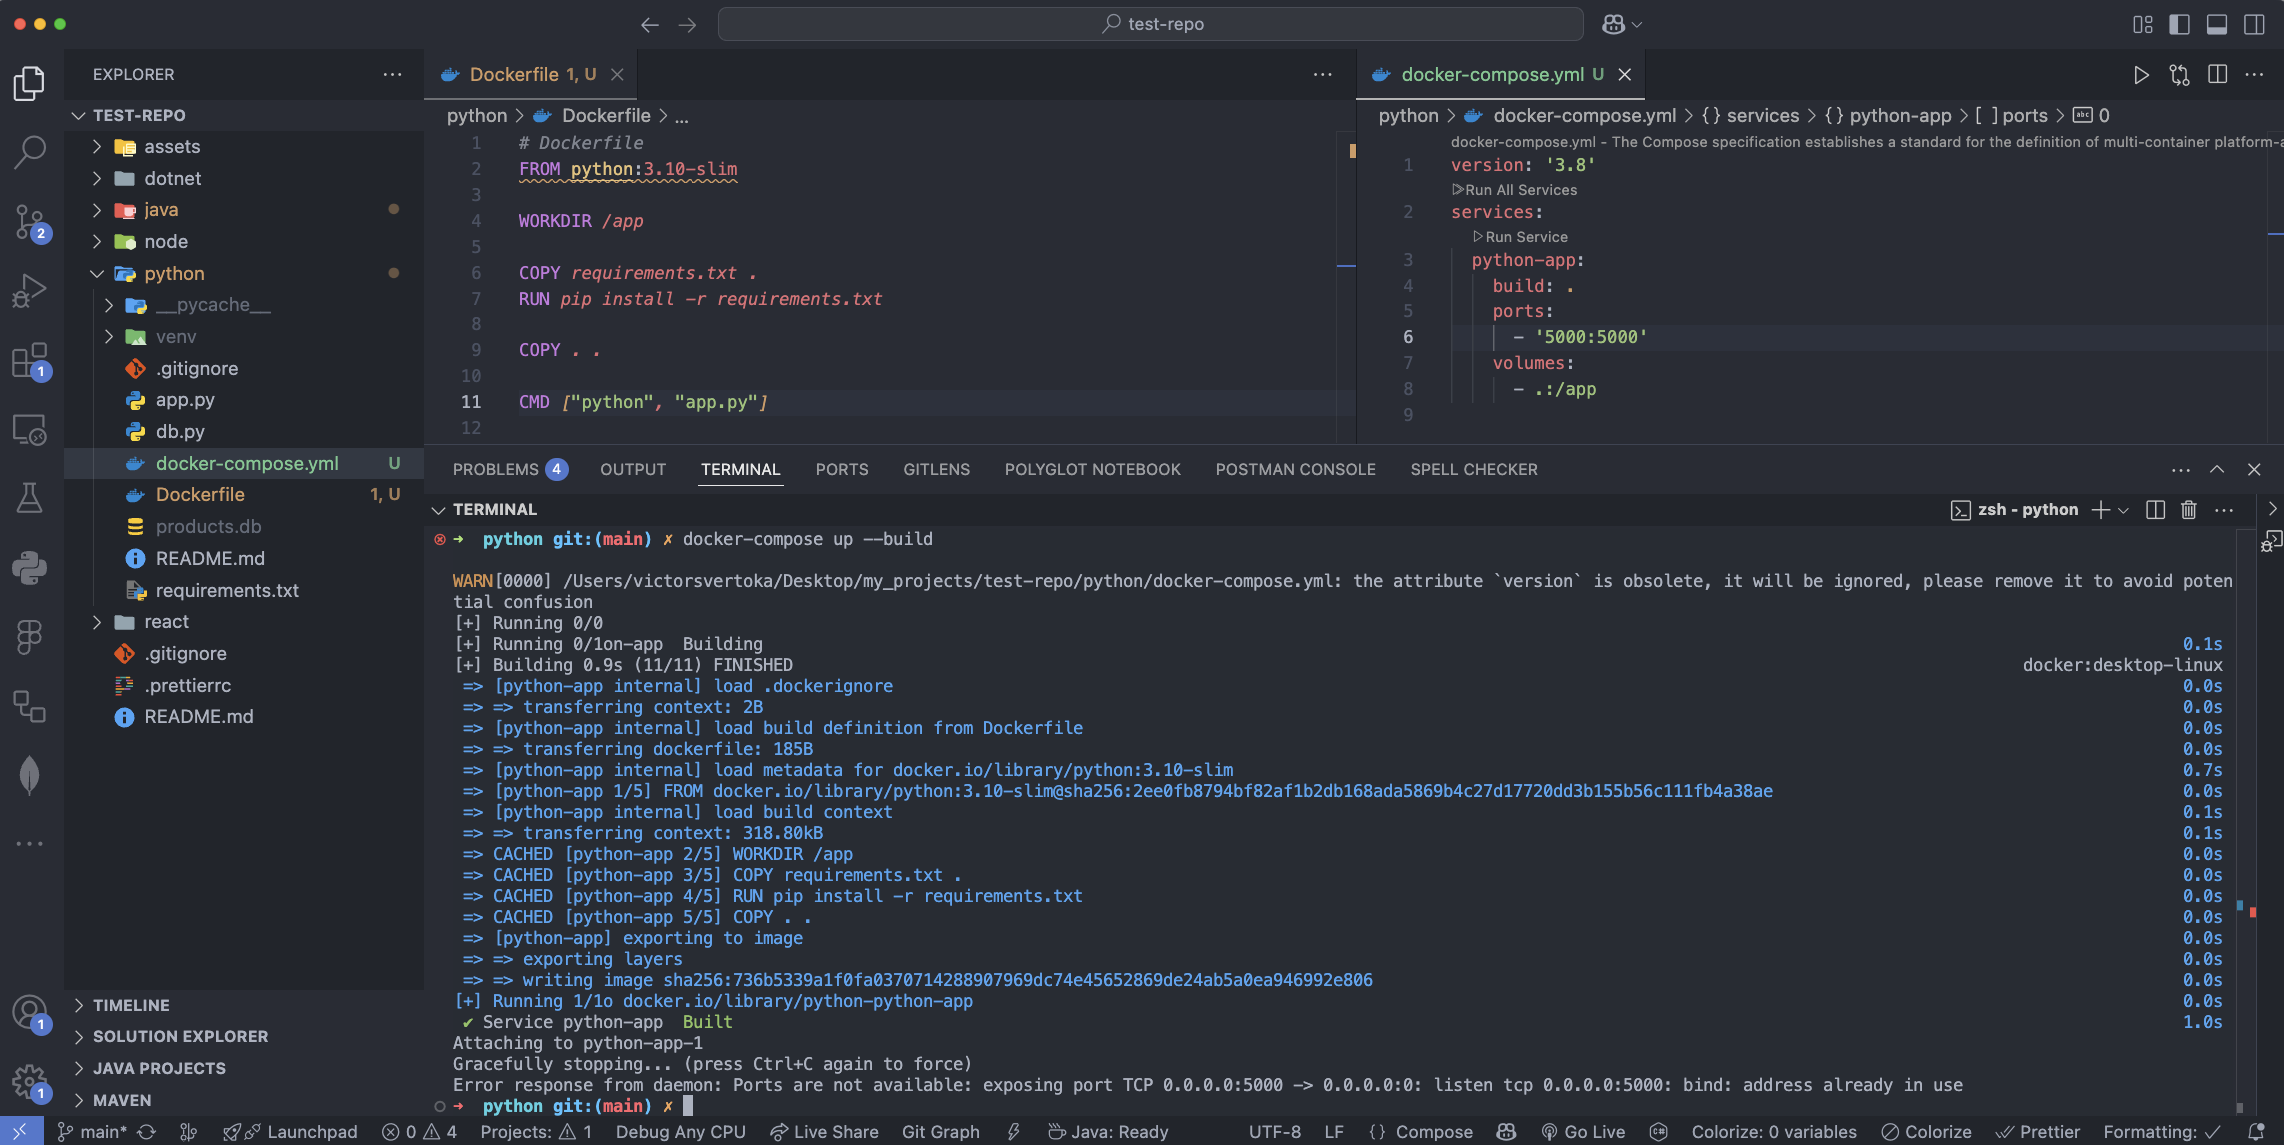 test-repo
EXPLORER
TEST-REPO
assets
dotnet
java
node
python
__pycache__
venv
.gitignore
app.py
db.py
docker-compose.yml U
Dockerfile 1, U
products.db
README.md
requirements.txt
react
.gitignore
.prettierrc
README.md
TIMELINE
SOLUTION EXPLORER
JAVA PROJECTS
MAVEN
2
1
1
1
Dockerfile 1, U
python > Dockerfile > ...
1 # Dockerfile
2 FROM python:3.10-slim
3
4 WORKDIR /app
5
6 COPY requirements.txt .
7 RUN pip install -r requirements.txt
8
9 COPY . .
10
11 CMD ["python", "app.py"]
12
docker-compose.yml U
python > docker-compose.yml > {} services > {} python-app > [ ] ports > abc 0
docker-compose.yml - The Compose specification establishes a standard for the definition of multi-container platform-a
1 version: '3.8'
Run All Services
2 services:
Run Service
3 python-app:
4 build: .
5 ports:
6 - '5000:5000'
7 volumes:
8 - .:/app
9
PROBLEMS 4 OUTPUT TERMINAL PORTS GITLENS POLYGLOT NOTEBOOK POSTMAN CONSOLE SPELL CHECKER
TERMINAL
zsh - python
➜ python git:(main) ✗ docker-compose up --build
WARN[0000] /Users/victorsvertoka/Desktop/my_projects/test-repo/python/docker-compose.yml: the attribute `version` is obsolete, it will be ignored, please remove it to avoid poten
tial confusion
[+] Running 0/0
[+] Running 0/1on-app Building 0.1s
[+] Building 0.9s (11/11) FINISHED docker:desktop-linux
=> [python-app internal] load .dockerignore 0.0s
=> => transferring context: 2B 0.0s
=> [python-app internal] load build definition from Dockerfile 0.0s
=> => transferring dockerfile: 185B 0.0s
=> [python-app internal] load metadata for docker.io/library/python:3.10-slim 0.7s
=> [python-app 1/5] FROM docker.io/library/python:3.10-slim@sha256:2ee0fb8794bf82af1b2db168ada5869b4c27d17720dd3b155b56c111fb4a38ae 0.0s
=> [python-app internal] load build context 0.1s
=> => transferring context: 318.80kB 0.1s
=> CACHED [python-app 2/5] WORKDIR /app 0.0s
=> CACHED [python-app 3/5] COPY requirements.txt . 0.0s
=> CACHED [python-app 4/5] RUN pip install -r requirements.txt 0.0s
=> CACHED [python-app 5/5] COPY . . 0.0s
=> [python-app] exporting to image 0.0s
=> => exporting layers 0.0s
=> => writing image sha256:736b5339a1f0fa0370714288907969dc74e45652869de24ab5a0ea946992e806 0.0s
[+] Running 1/1o docker.io/library/python-python-app 0.0s
✔ Service python-app Built 1.0s
Attaching to python-app-1
Gracefully stopping... (press Ctrl+C again to force)
Error response from daemon: Ports are not available: exposing port TCP 0.0.0.0:5000 -> 0.0.0.0:0: listen tcp 0.0.0.0:5000: bind: address already in use
➜ python git:(main) ✗
main* Launchpad 0 4 Projects: 1 Debug Any CPU Live Share Git Graph Java: Ready UTF-8 LF {} Compose Go Live Colorize: 0 variables Colorize Prettier Formatting: ✓